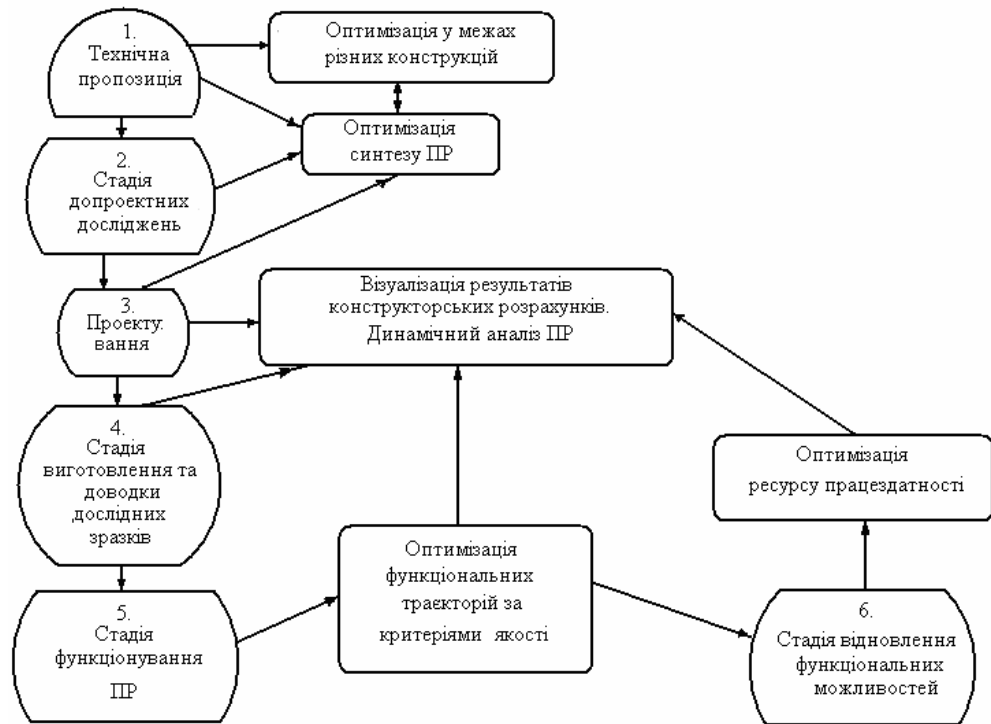 1.
Технічна
пропозиція
Оптимізація у межах
різних конструкцій
Оптимізація
синтезу ПР
2.
Стадія
допроектних
досліджень
3.
Проекту.
вання
Візуалізація результатів
конструкторських розрахунків.
Динамічний аналіз ПР
4.
Стадія
виготовлення та
доводки
дослідних
зразків
Оптимізація
ресурсу працездатності
Оптимізація
функціональних
траєкторій за
критеріями якості
5.
Стадія
функціонування
ПР
6.
Стадія відновлення
функціональних
можливостей